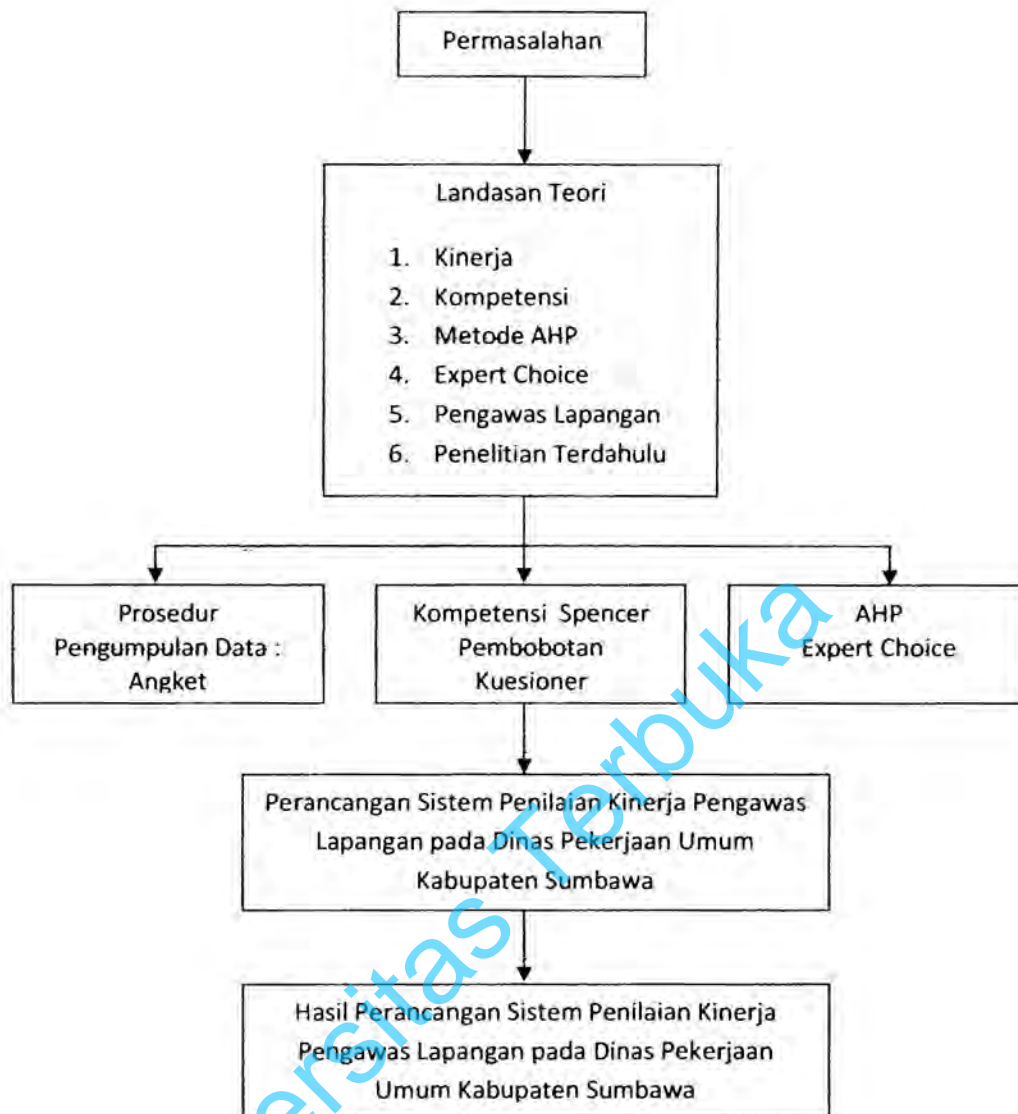 Permasalahan
Landasan Teori
1. Kinerja
2. Kompetensi
3. Metode AHP
4. Expert Choice
5. Pengawas Lapangan
6. Penelitian Terdahulu
Prosedur
Pengumpulan Data :
Angket
Kompetensi Spencer
Pembobotan
Kuesioner
AHP
Expert Choice
Perancangan Sistem Penilaian Kinerja Pengawas
Lapangan pada Dinas Pekerjaan Umum
Kabupaten Sumbawa
Hasil Perancangan Sistem Penilaian Kinerja
Pengawas Lapangan pada Dinas Pekerjaan
Umum Kabupaten Sumbawa
ersitas Terbuka